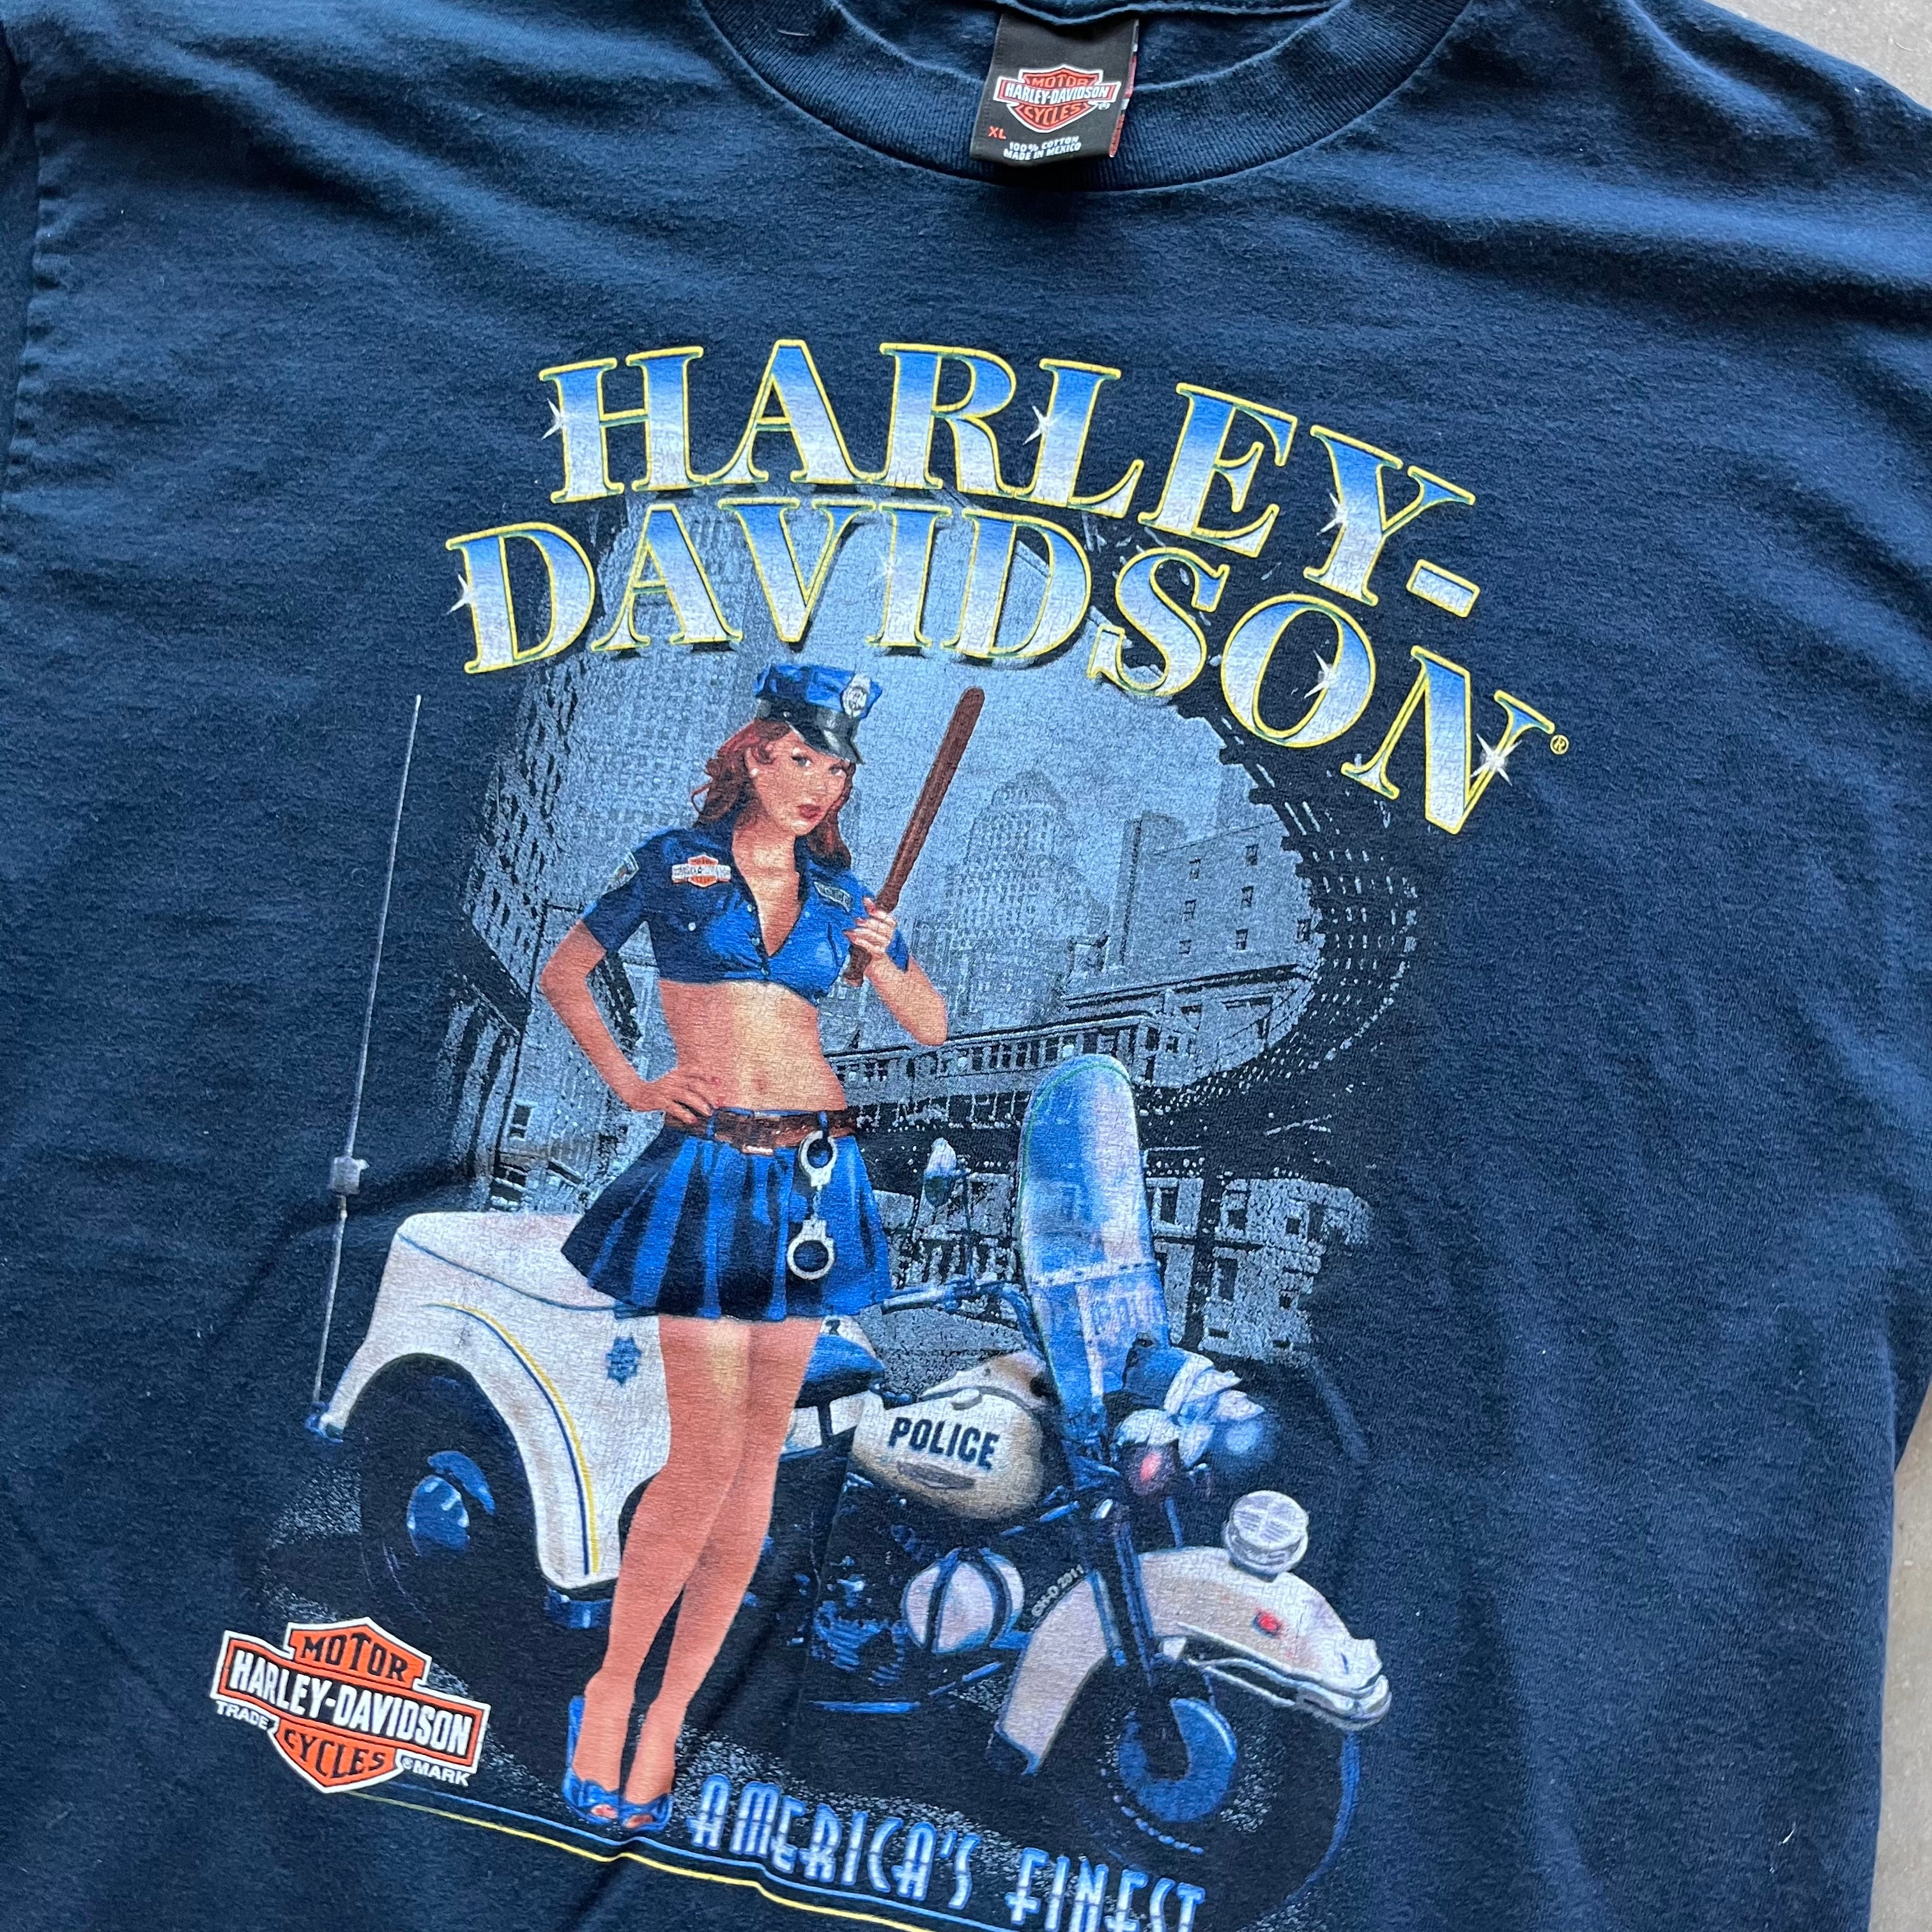 MOTOR
HARLEY-DAVIDSON
CYCLES
XL
100% COTTON
MADE IN MEXICO
HARLEY-
DAVIDSON®
POLICE
©H-D 2011
MOTOR
HARLEY-DAVIDSON
CYCLES
TRADE
®MARK
AMERICA'S FINEST